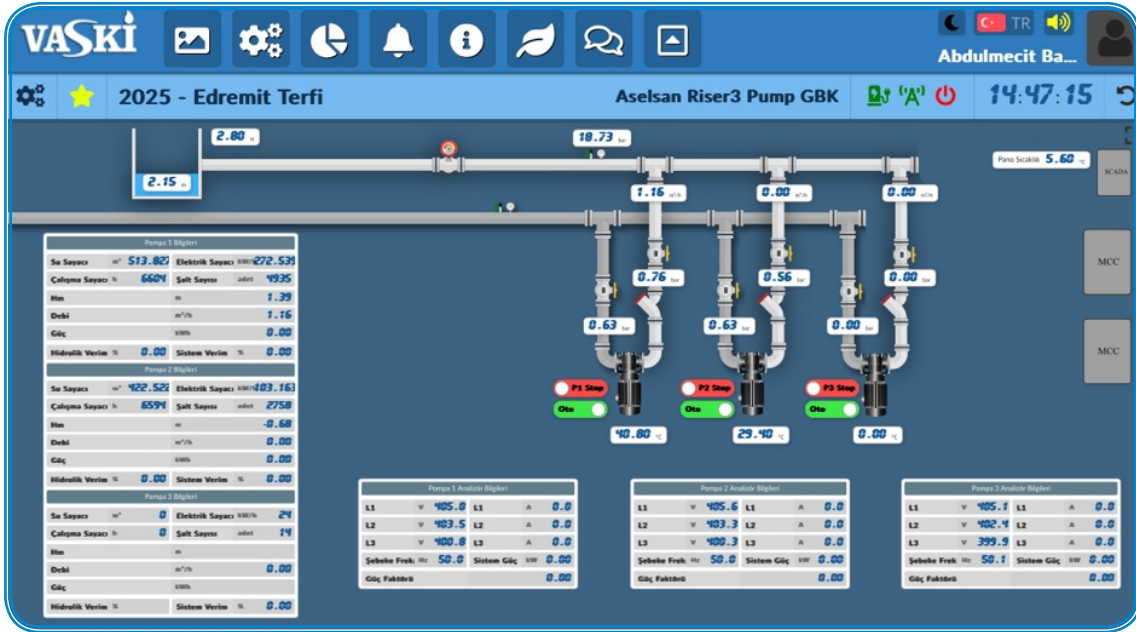 VASKİ
TR
Abdulmecit Ba...
2025 - Edremit Terfi
Aselsan Riser3 Pump GBK
"A"
14:47:15
2.80 m
18.73 bar
Pano Sıcaklık 5.60 °C
SCADA
2.15 m
1.16 m³/h
0.00 m³/h
0.00 m³/h
MCC
0.76 bar
0.56 bar
0.00 bar
0.63 bar
0.63 bar
0.00 bar
MCC
P1 Stop
P2 Stop
P3 Stop
Oto
Oto
Oto
40.80 °C
29.40 °C
0.00 °C
Pompa 1 Bilgileri
Su Sayacı m³ 513.827 Elektrik Sayacı kW/h 272.539
Çalışma Sayacı h 6604 Şalt Sayısı adet 4935
Hm m 1.39
Debi m³/h 1.16
Güç kWh 0.00
Hidrolik Verim % 0.00 Sistem Verim % 0.00
Pompa 2 Bilgileri
Su Sayacı m³ 422.522 Elektrik Sayacı kW/h 403.163
Çalışma Sayacı h 6594 Şalt Sayısı adet 2758
Hm m -0.68
Debi m³/h 0.00
Güç kWh 0.00
Hidrolik Verim % 0.00 Sistem Verim % 0.00
Pompa 3 Bilgileri
Su Sayacı m³ 0 Elektrik Sayacı kW/h 24
Çalışma Sayacı h 0 Şalt Sayısı adet 14
Hm m
Debi m³/h 0.00
Güç kWh
Hidrolik Verim % Sistem Verim % 0.00
Pompa 1 Analizör Bilgileri
L1 V 405.0 L1 A 0.0
L2 V 403.5 L2 A 0.0
L3 V 400.8 L3 A 0.0
Şebeke Frek. Hz 50.0 Sistem Güç kW 0.00
Güç Faktörü 0.00
Pompa 2 Analizör Bilgileri
L1 V 405.6 L1 A 0.0
L2 V 403.3 L2 A 0.0
L3 V 400.3 L3 A 0.0
Şebeke Frek. Hz 50.0 Sistem Güç kW 0.00
Güç Faktörü 0.00
Pompa 3 Analizör Bilgileri
L1 V 405.1 L1 A 0.0
L2 V 402.4 L2 A 0.0
L3 V 399.9 L3 A 0.0
Şebeke Frek. Hz 50.1 Sistem Güç kW 0.00
Güç Faktörü 0.00